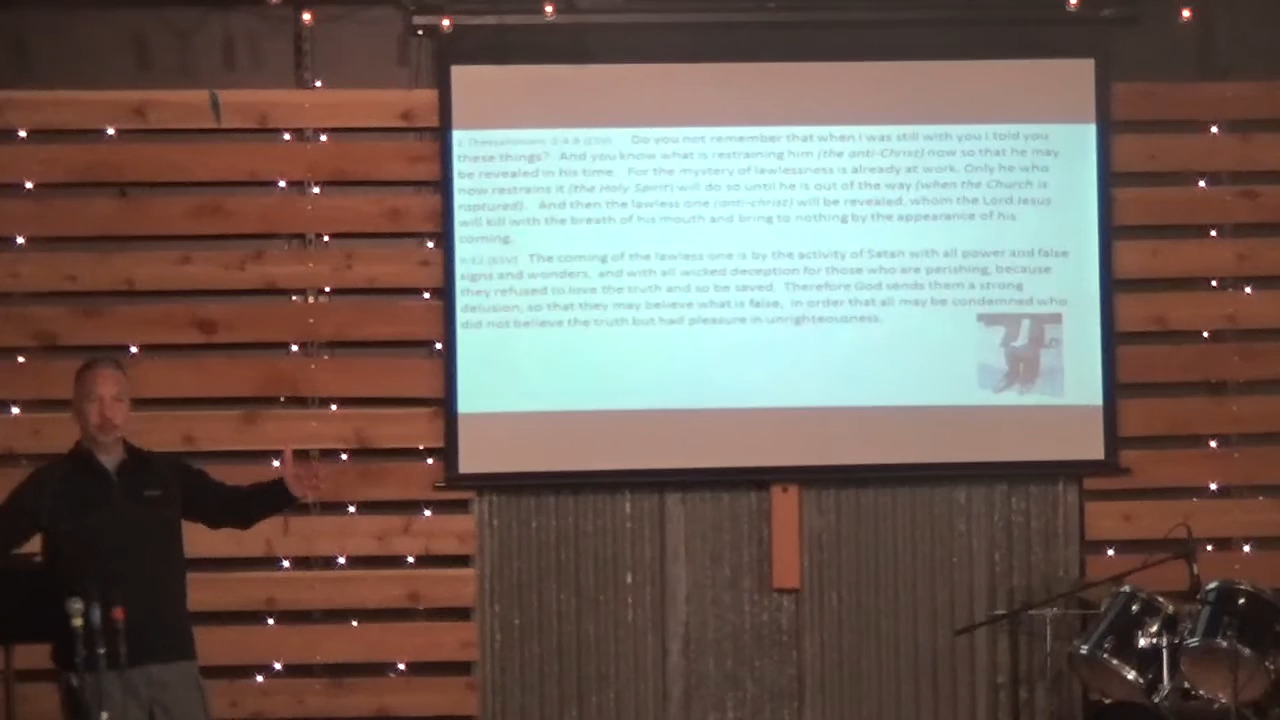 2 Thessalonians (ESV) Do you not remember that when I was still with you I told you
these things? And you know what is restraining him (the anti-Christ) now so that he may
be revealed in his time. For the mystery of lawlessness is already at work. Only he who
now restrains it (the Holy Spirit) will do so until he is out of the way (when the Church is
raptured). And then the lawless one (anti-christ) will be revealed, whom the Lord Jesus
will kill with the breath of his mouth and bring to nothing by the appearance of his
coming.
(ESV) The coming of the lawless one is by the activity of Satan with all power and false
signs and wonders, and with all wicked deception for those who are perishing, because
they refused to love the truth and so be saved. Therefore God sends them a strong
delusion, so that they may believe what is false, in order that all may be condemned who
did not believe the truth but had pleasure in unrighteousness.